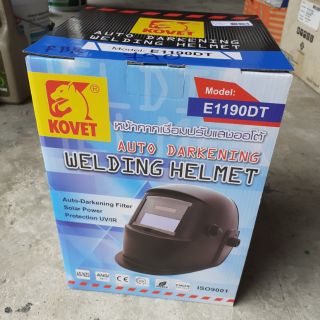 AUTO DARKENING
WELDING HELMET
Model: E1190DT
KOVET
®
Model:
E1190DT
หน้ากากเชื่อมปรับแสงออโต้
AUTO DARKENING
WELDING HELMET
Auto-Darkening Filter
Solar Power
Protection UV/IR
ANSI
CE
ISO9001